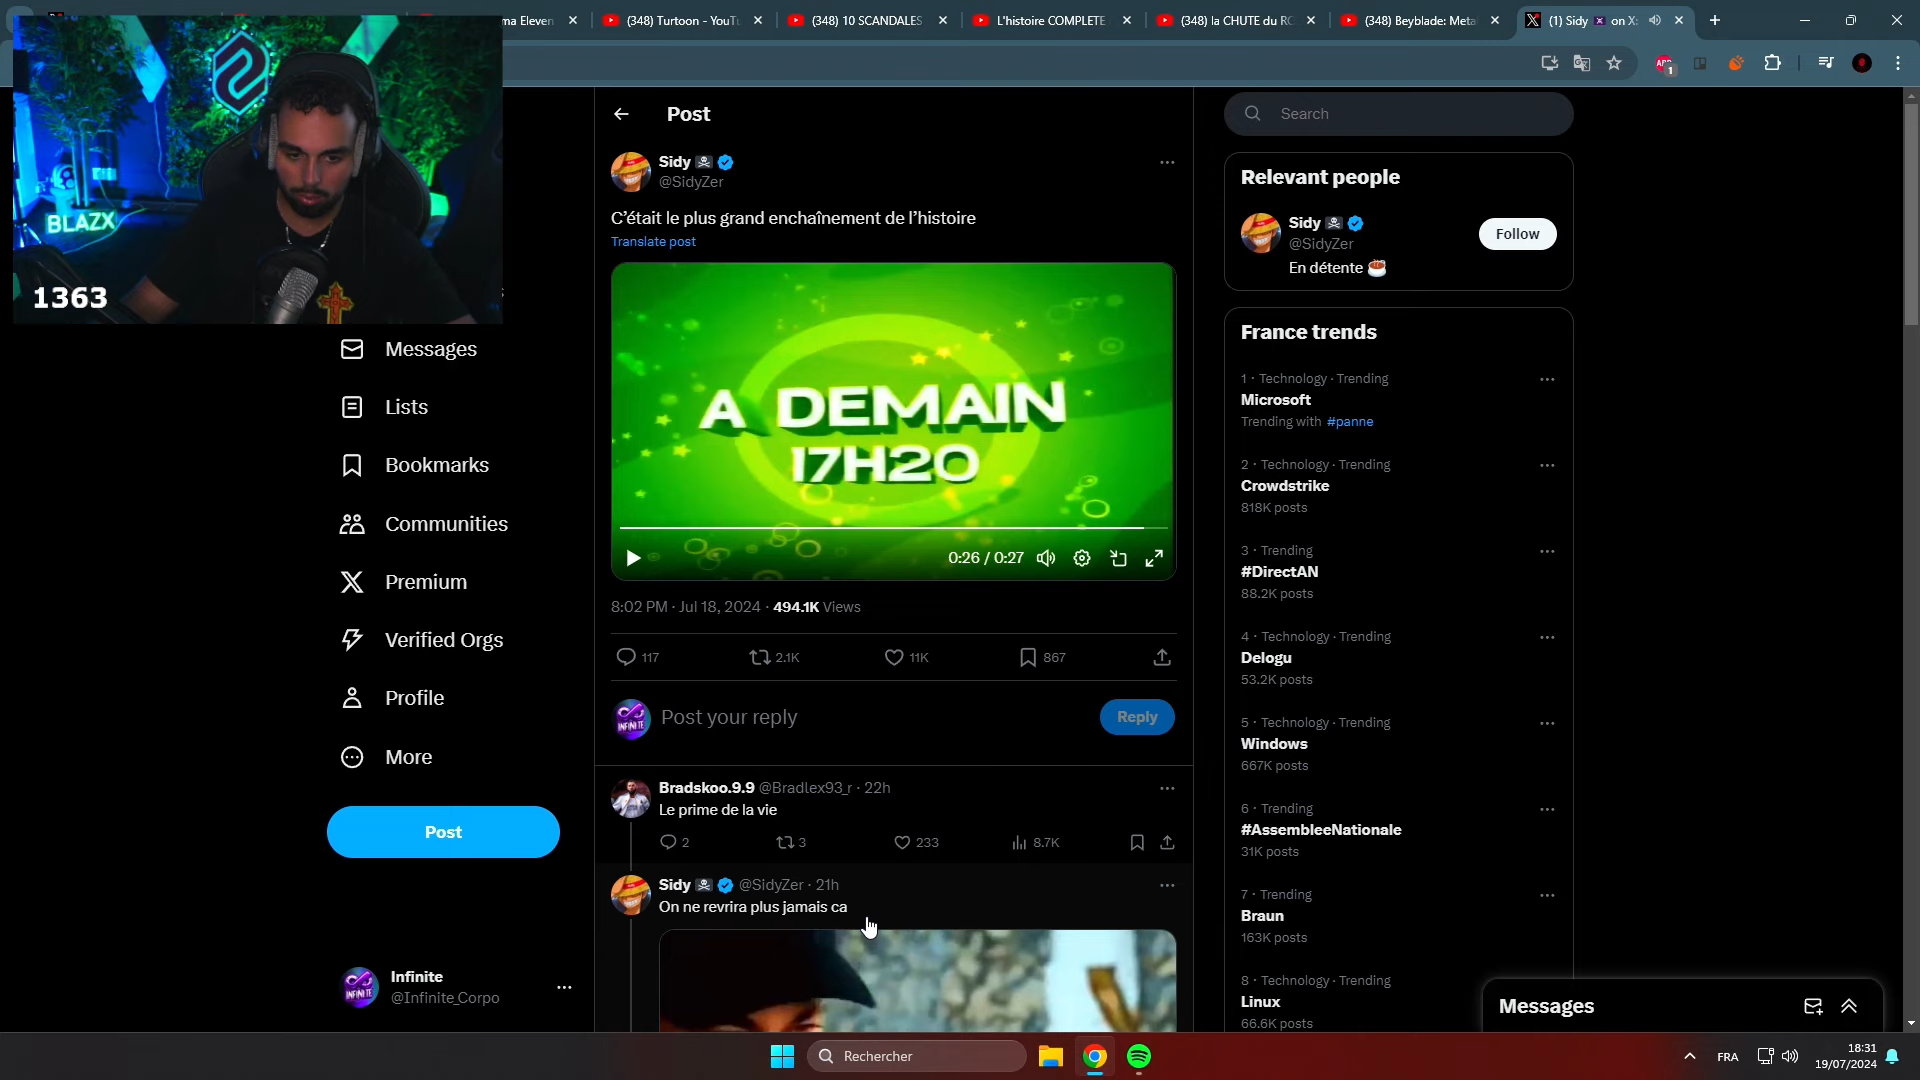 ma Eleven
(348) Turtoon - YouTu
(348) 10 SCANDALES
L'histoire COMPLETE
(348) la CHUTE du RO
(348) Beyblade: Meta
(1) Sidy on X:
BLAZX
1363
Messages
Lists
Bookmarks
Communities
Premium
Verified Orgs
Profile
More
Post
Infinite
@Infinite_Corpo
Post
Sidy
@SidyZer
C'était le plus grand enchaînement de l'histoire
Translate post
A DEMAIN
17H20
0:26 / 0:27
8:02 PM · Jul 18, 2024 · 494.1K Views
117
2.1K
11K
867
INFINITE
Post your reply
Reply
Bradskoo.9.9 @Bradlex93_r · 22h
Le prime de la vie
2
3
233
8.7K
Sidy @SidyZer · 21h
On ne revrira plus jamais ca
Search
Relevant people
Sidy
@SidyZer
En détente
Follow
France trends
1 · Technology · Trending
Microsoft
Trending with #panne
2 · Technology · Trending
Crowdstrike
818K posts
3 · Trending
#DirectAN
88.2K posts
4 · Technology · Trending
Delogu
53.2K posts
5 · Technology · Trending
Windows
667K posts
6 · Trending
#AssembleeNationale
31K posts
7 · Trending
Braun
163K posts
8 · Technology · Trending
Linux
66.6K posts
Messages
Rechercher
FRA
18:31
19/07/2024